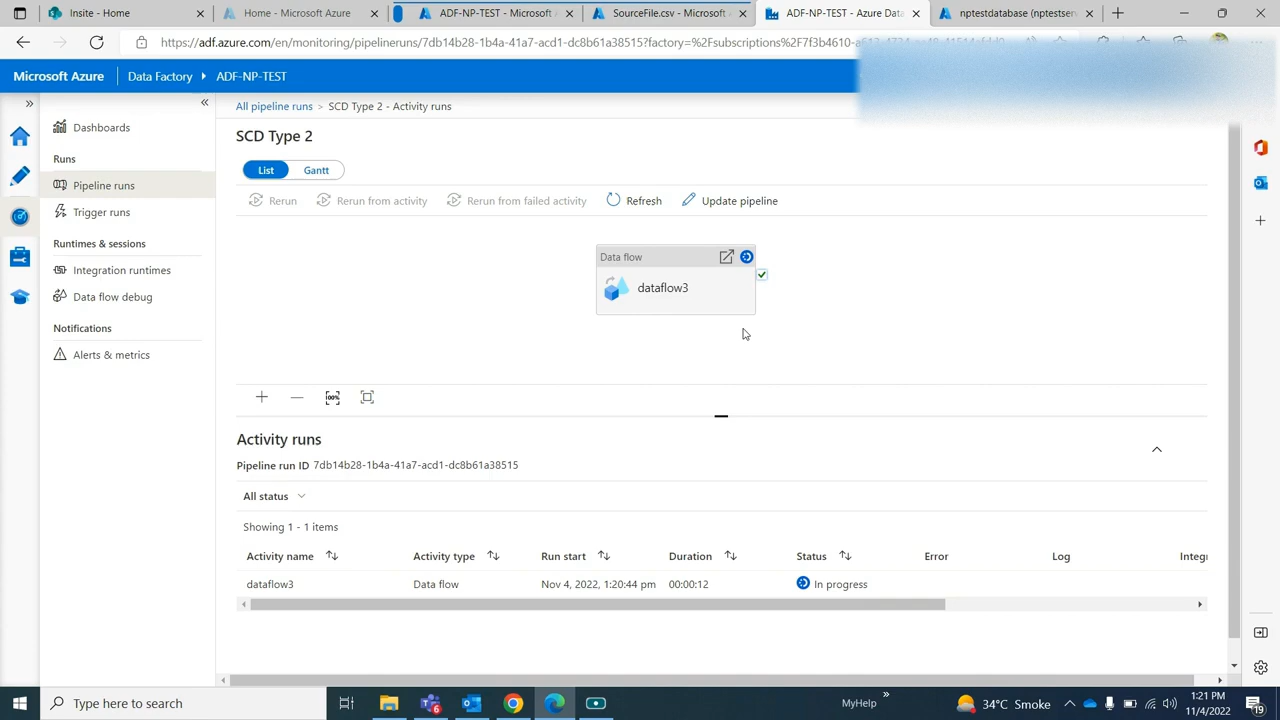 Insite - Home
Home - Microsoft Azure
ADF-NP-TEST - Microsoft A
SourceFile.csv - Microsoft A
ADF-NP-TEST - Azure Data
nptestdatabase (nptestserv
https://adf.azure.com/en/monitoring/pipelineruns/7db14b28-1b4a-41a7-acd1-dc8b61a38515?factory=%2Fsubscriptions%2F7f3b4610-
Microsoft Azure
Data Factory
ADF-NP-TEST
All pipeline runs > SCD Type 2 - Activity runs
Dashboards
Runs
Pipeline runs
Trigger runs
Runtimes & sessions
Integration runtimes
Data flow debug
Notifications
Alerts & metrics
SCD Type 2
List
Gantt
Rerun
Rerun from activity
Rerun from failed activity
Refresh
Update pipeline
Data flow
dataflow3
Activity runs
Pipeline run ID 7db14b28-1b4a-41a7-acd1-dc8b61a38515
All status
Showing 1 - 1 items
Activity name Activity type Run start Duration Status Error Log Integr
dataflow3 Data flow Nov 4, 2022, 1:20:44 pm 00:00:12 In progress
Type here to search
MyHelp
34°C Smoke
1:21 PM
11/4/2022
19